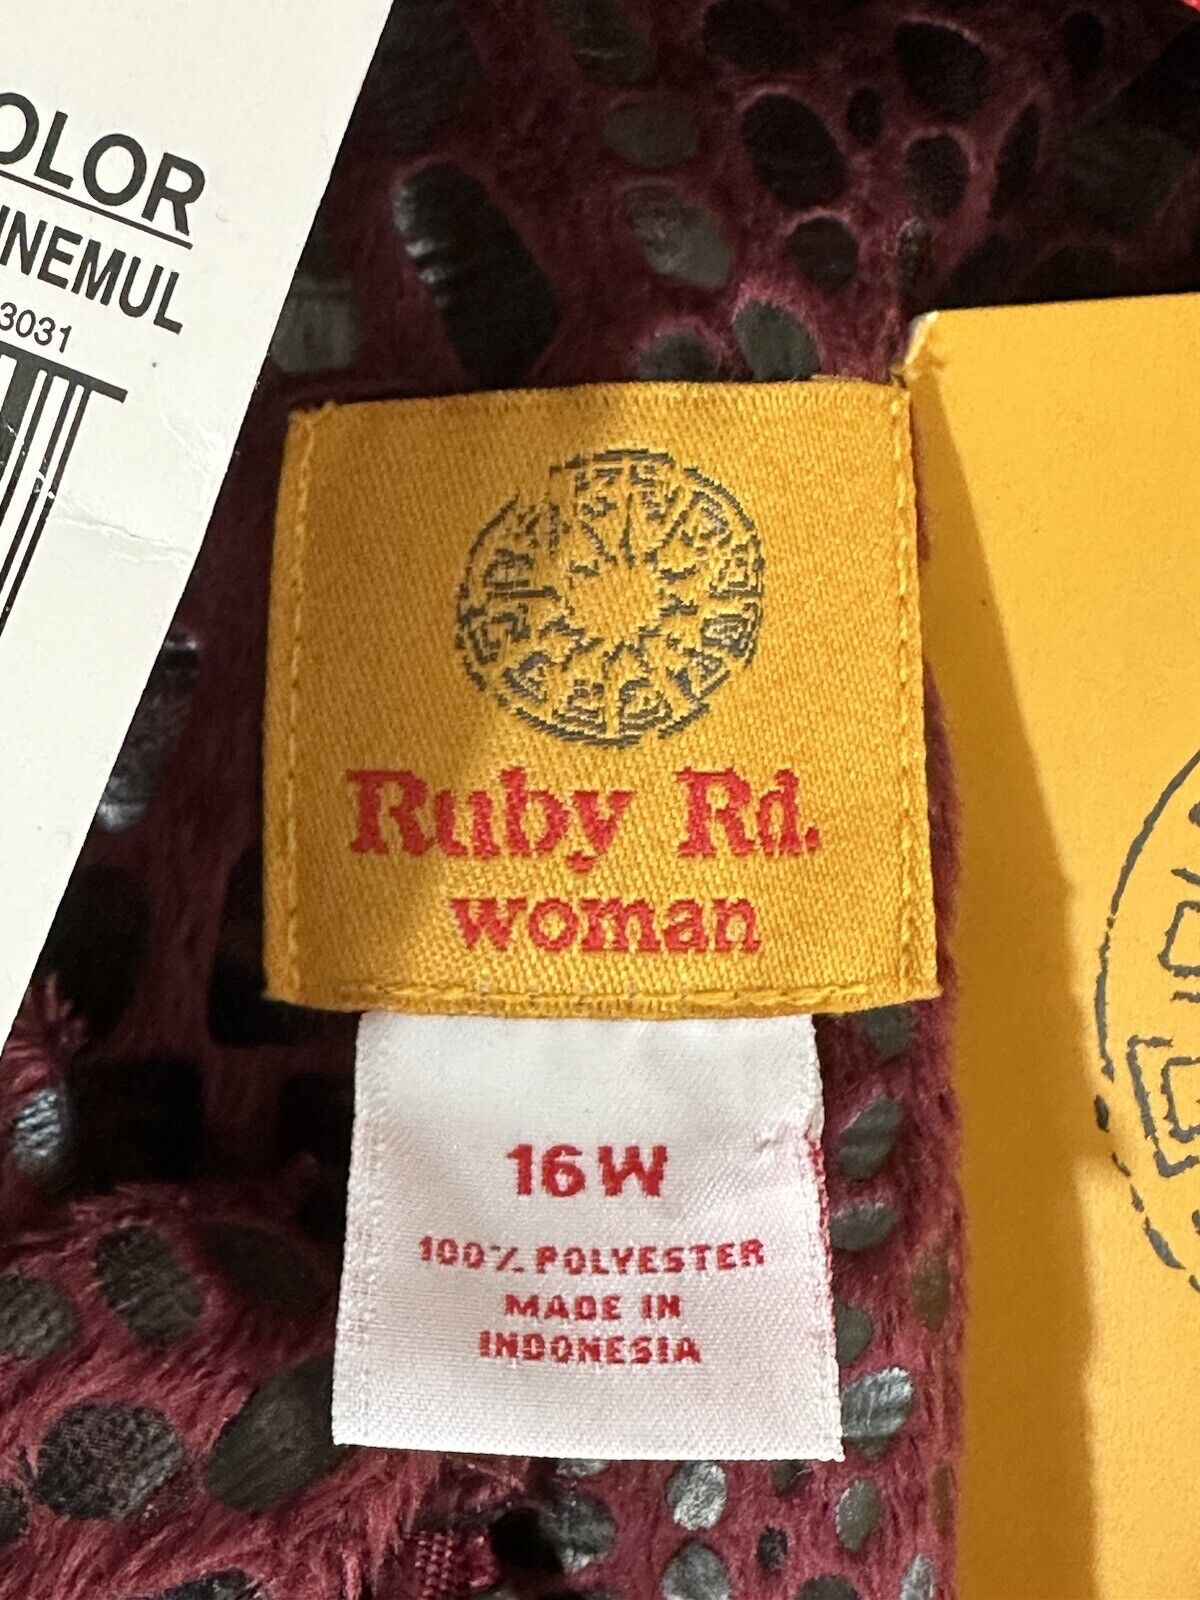 OLOR
INEMUL
3031
Ruby Rd.
woman
16W
100% POLYESTER
MADE IN
INDONESIA